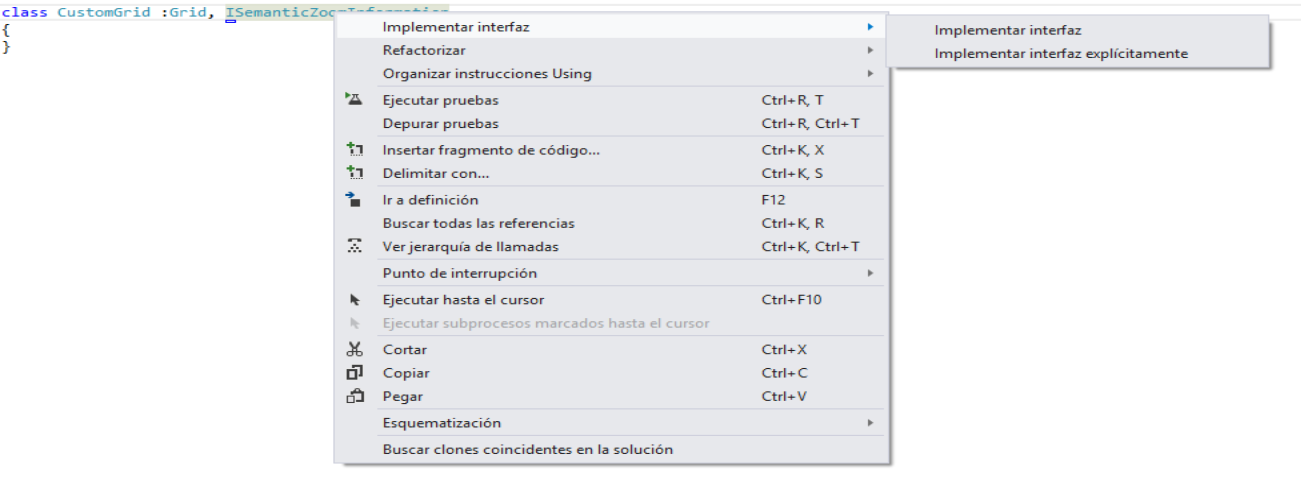 class CustomGrid :Grid, ISemanticZoomInformation
{
}
Implementar interfaz
Refactorizar
Organizar instrucciones Using
Ejecutar pruebas Ctrl+R, T
Depurar pruebas Ctrl+R, Ctrl+T
Insertar fragmento de código... Ctrl+K, X
Delimitar con... Ctrl+K, S
Ir a definición F12
Buscar todas las referencias Ctrl+K, R
Ver jerarquía de llamadas Ctrl+K, Ctrl+T
Punto de interrupción
Ejecutar hasta el cursor Ctrl+F10
Ejecutar subprocesos marcados hasta el cursor
Cortar Ctrl+X
Copiar Ctrl+C
Pegar Ctrl+V
Esquematización
Buscar clones coincidentes en la solución
Implementar interfaz
Implementar interfaz explícitamente